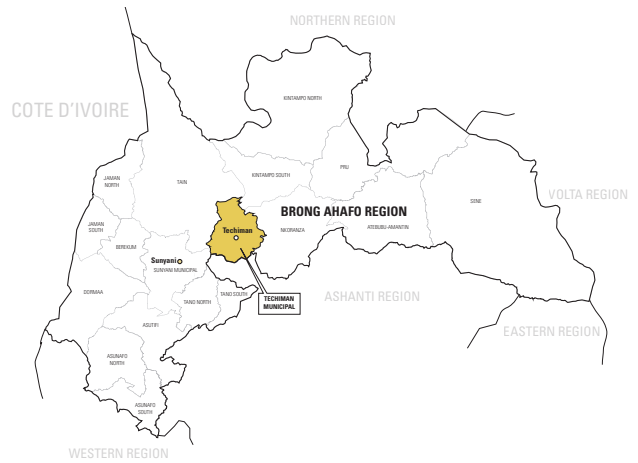 NORTHERN REGION
KINTAMPO NORTH
COTE D'IVOIRE
PRU
KINTAMPO SOUTH
JAMAN
NORTH
TAIN
SENE
VOLTA REGION
BRONG AHAFO REGION
JAMAN
SOUTH
Techiman
NKORANZA
ATEBUBU-AMANTIN
BEREKUM
Sunyani
SUNYANI MUNICIPAL
DORMAA
TANO SOUTH
TANO NORTH
TECHIMAN
MUNICIPAL
ASHANTI REGION
ASUTIFI
EASTERN REGION
ASUNAFO
NORTH
ASUNAFO
SOUTH
WESTERN REGION